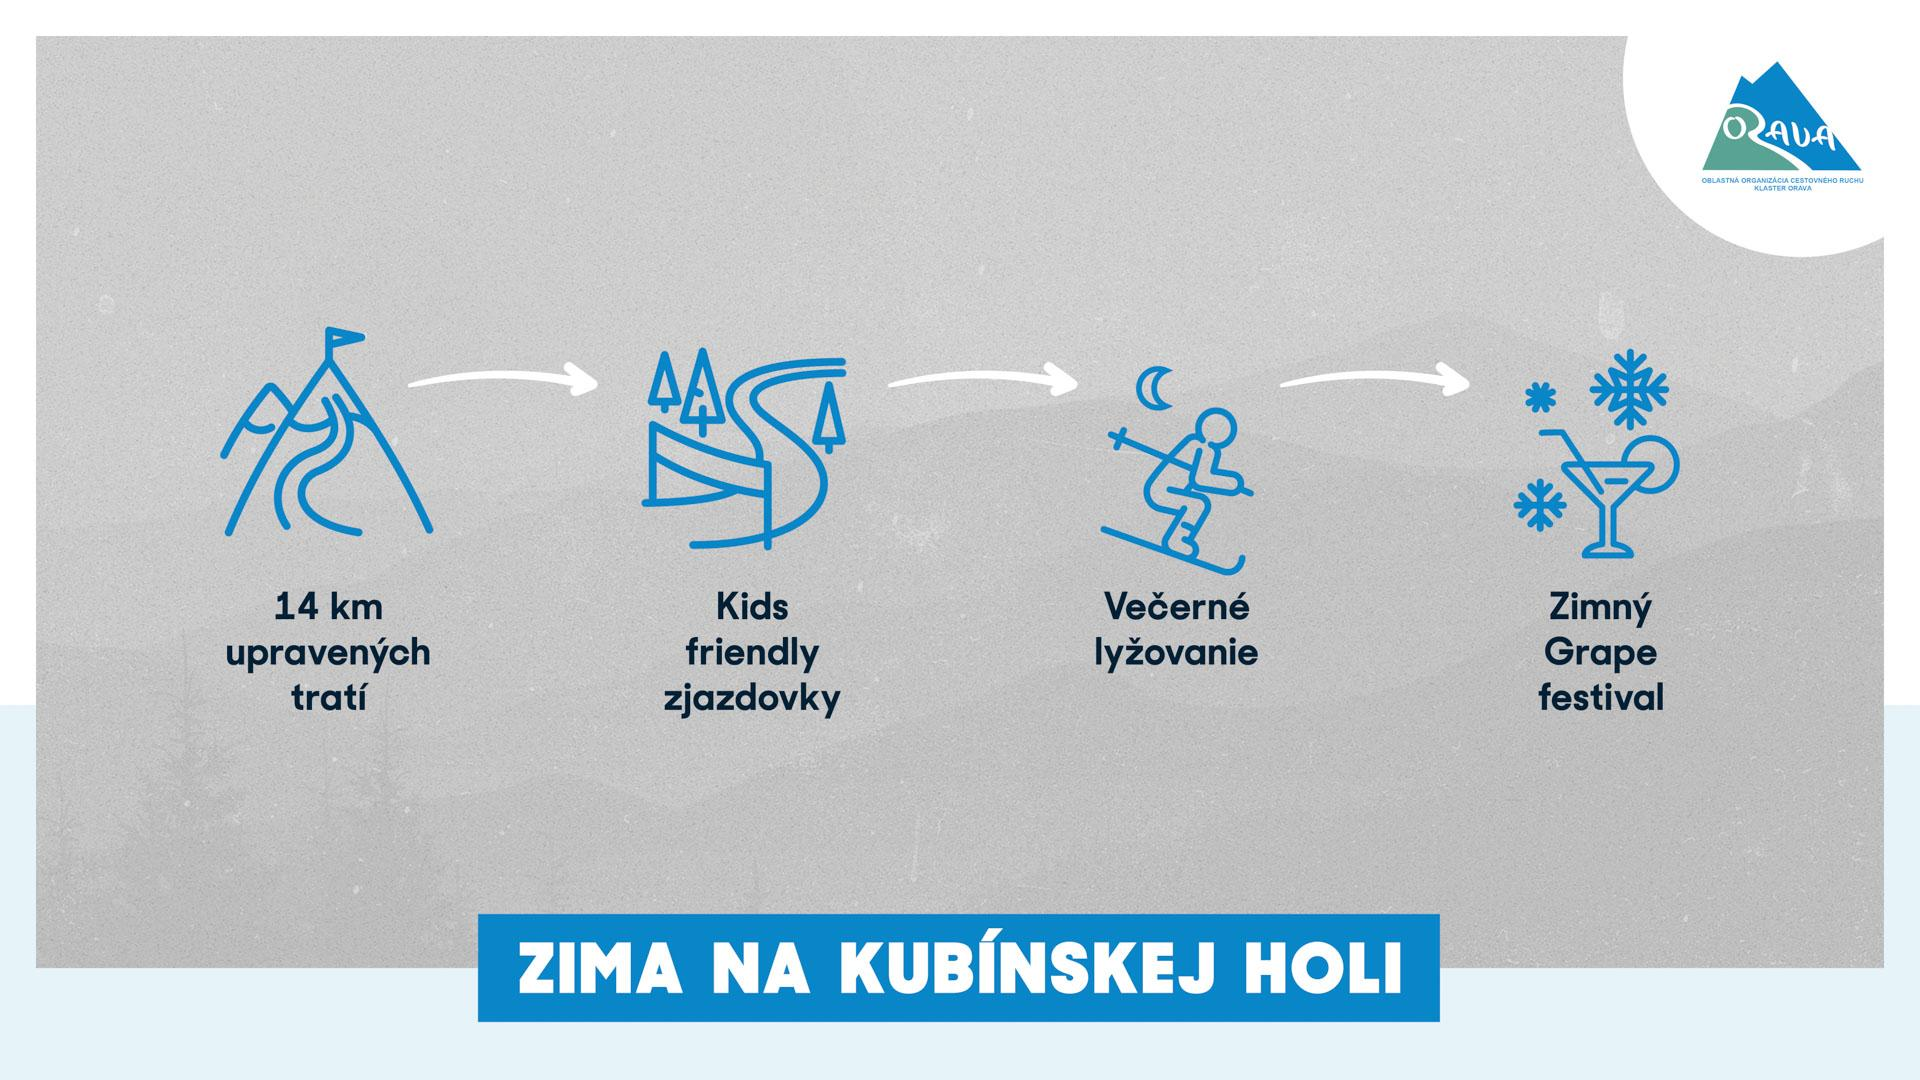 ORAVA
OBLASTNÁ ORGANIZÁCIA CESTOVNÉHO RUCHU
KLASTER ORAVA
14 km
upravených
tratí
Kids
friendly
zjazdovky
Večerné
lyžovanie
Zimný
Grape
festival
ZIMA NA KUBÍNSKEJ HOLI